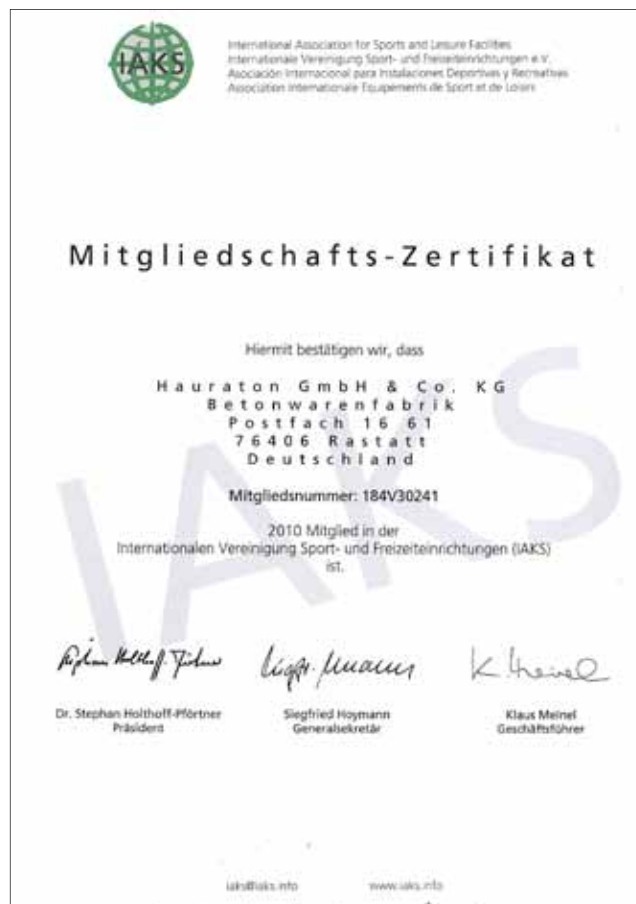 IAKS
International Association for Sports and Leisure Facilities
Internationale Vereinigung Sport- und Freizeiteinrichtungen e.V.
Asociación Internacional para Instalaciones Deportivas y Recreativas
Association Internationale Équipements de Sport et de Loisirs
Mitgliedschafts-Zertifikat
Hiermit bestätigen wir, dass
Hauraton GmbH & Co. KG
Betonwarenfabrik
Postfach 16 61
76406 Rastatt
Deutschland
Mitgliedsnummer: 184V30241
2010 Mitglied in der
Internationalen Vereinigung Sport- und Freizeiteinrichtungen (IAKS)
ist.
IAKS
Dr. Stephan Holthoff-Pförtner
Präsident
Siegfried Hoymann
Generalsekretär
Klaus Meinel
Geschäftsführer
iaks@iaks.info www.iaks.info